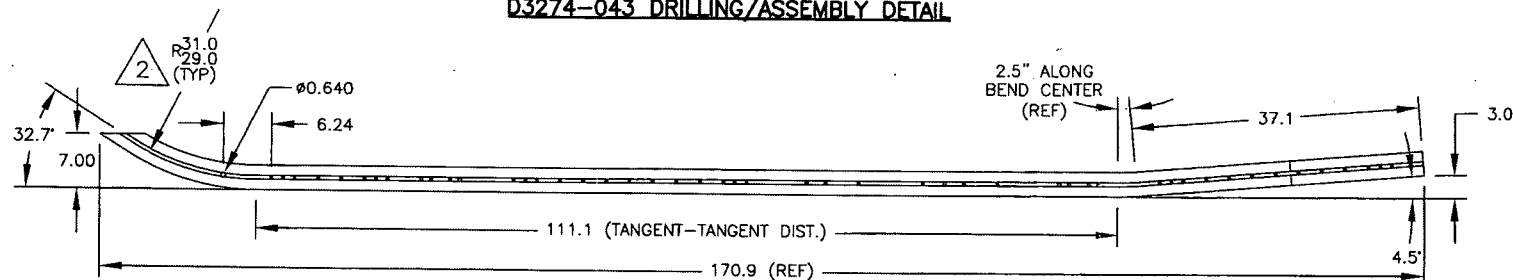 D3274-043 DRILLING/ASSEMBLY DETAIL
2
R31.0
29.0
(TYP)
ø0.640
6.24
32.7°
7.00
2.5" ALONG
BEND CENTER
(REF)
37.1
3.0
111.1 (TANGENT-TANGENT DIST.)
170.9 (REF)
4.5°